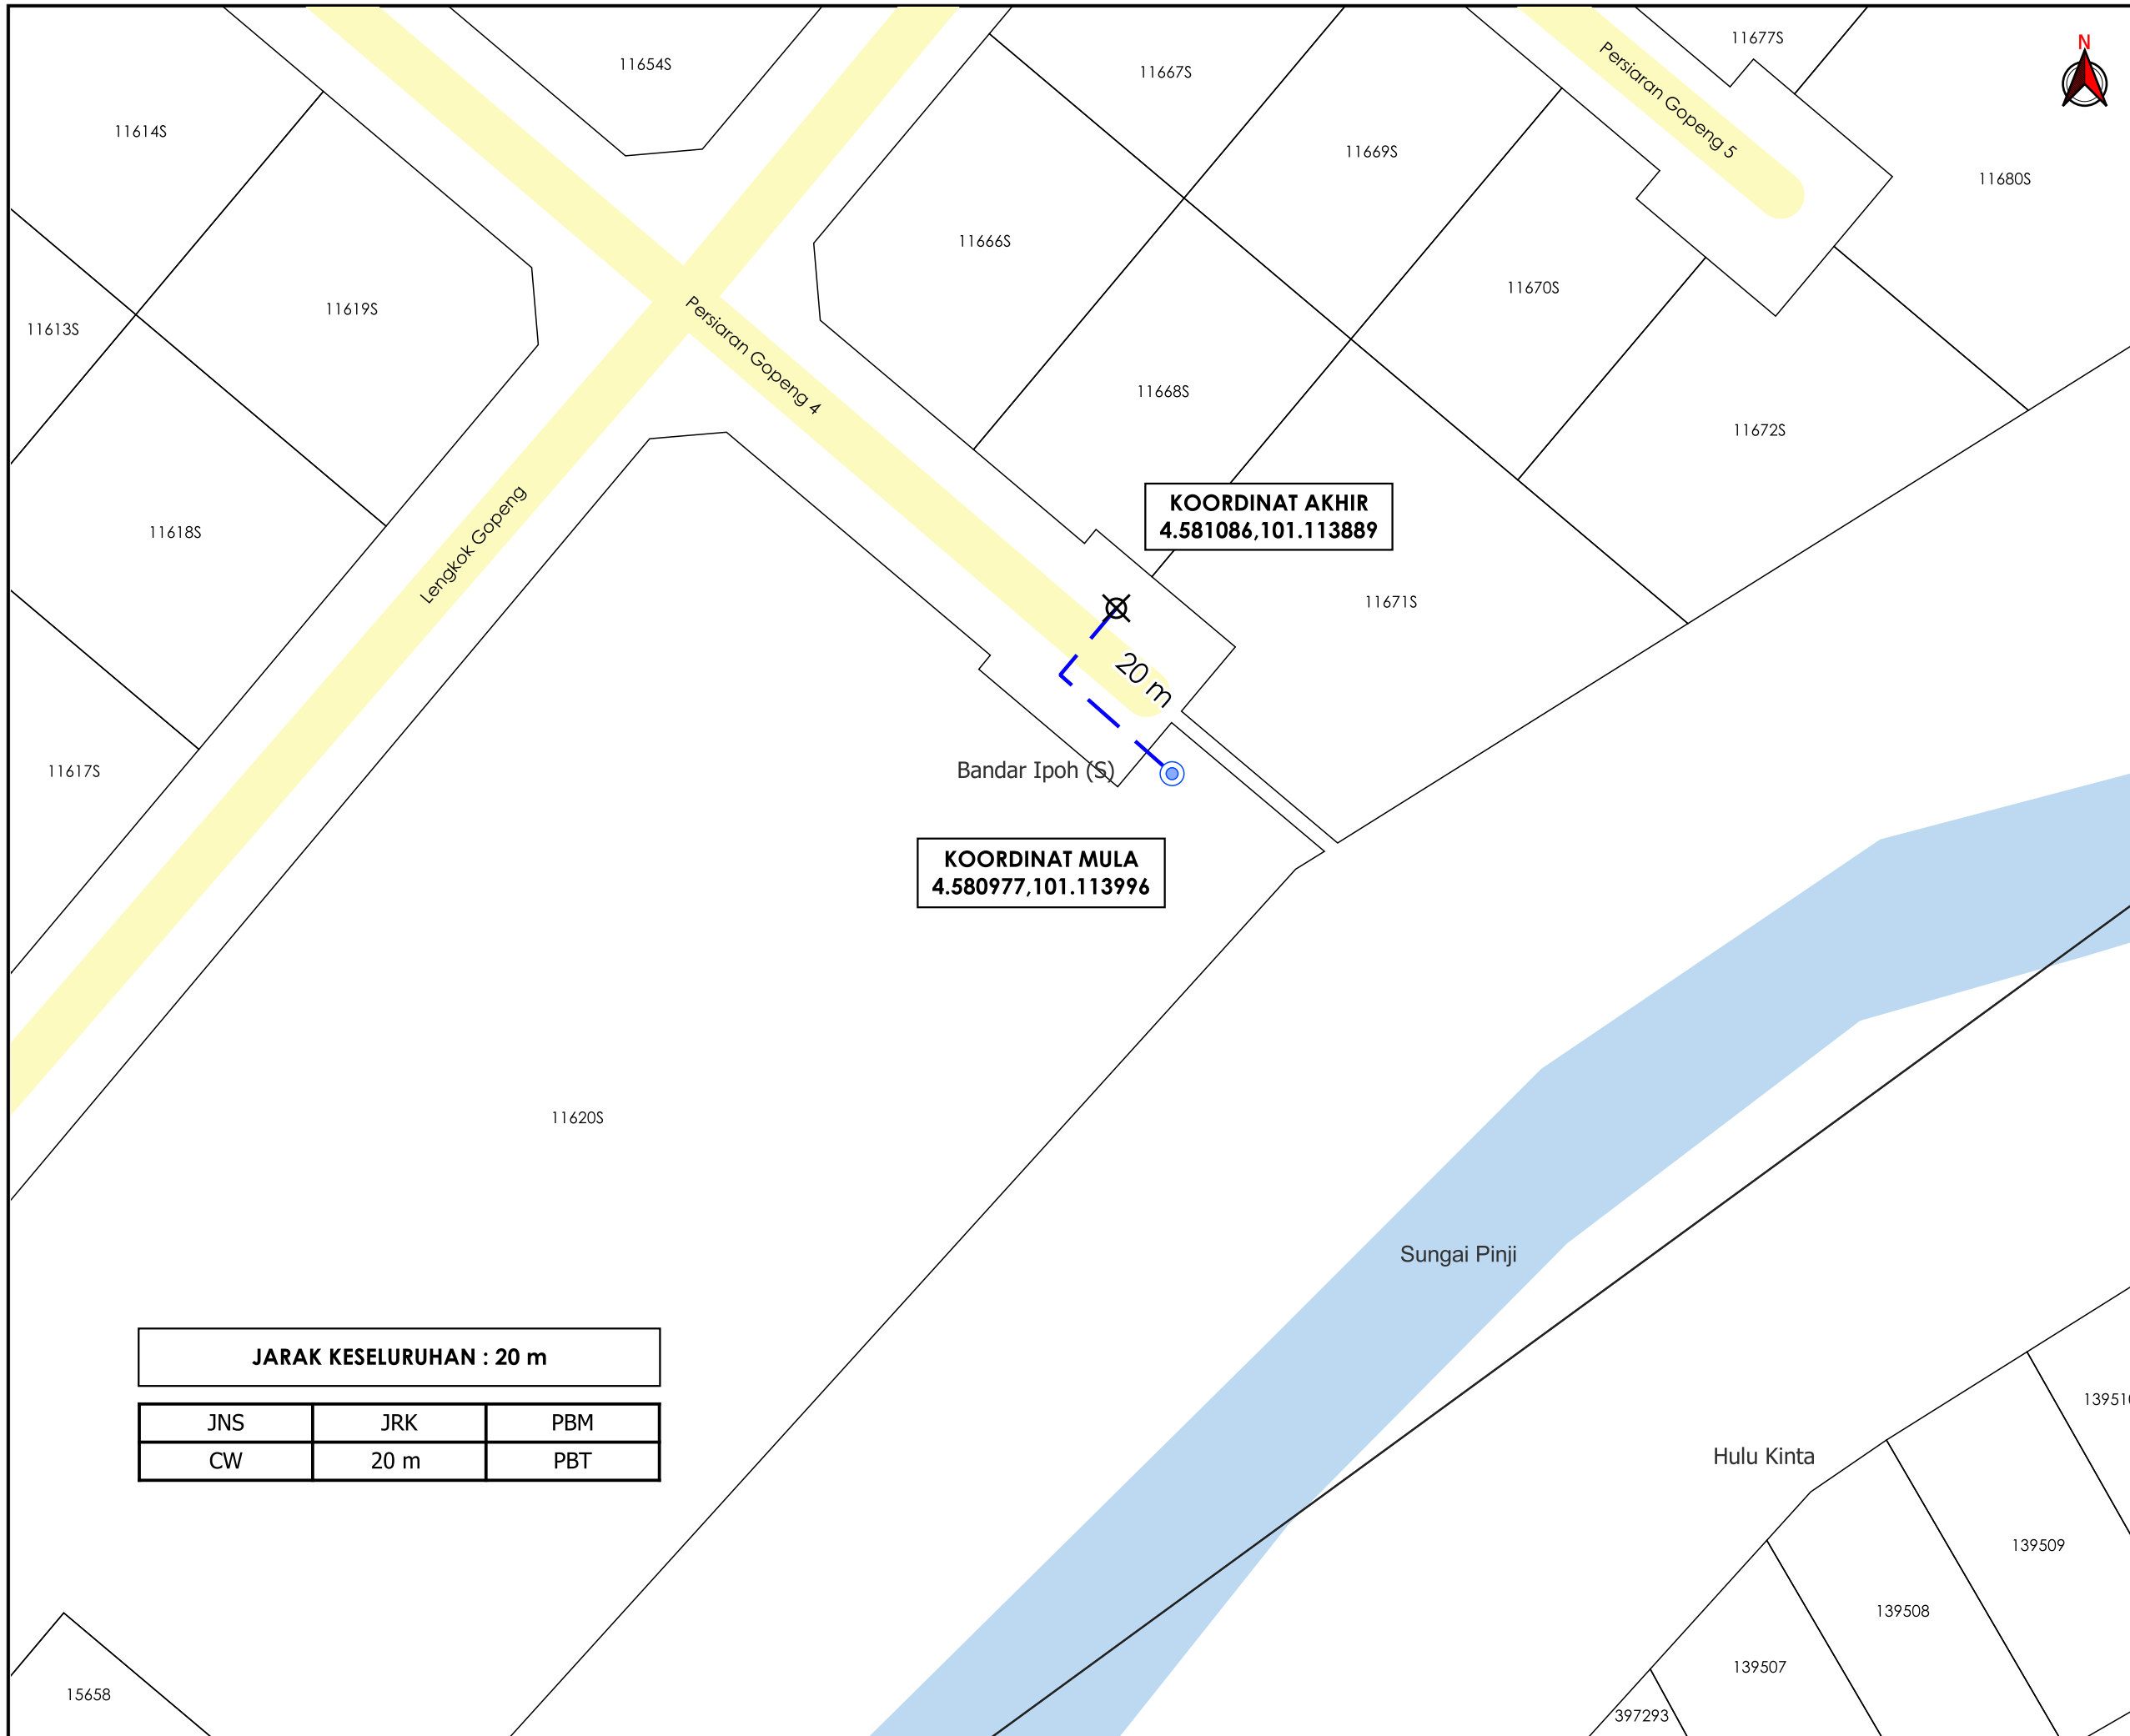 N
11677S
11654S
11667S
Persiaran Gopeng 5
11614S
11669S
11680S
11666S
11670S
11619S
11613S
Persiaran Gopeng 4
11668S
11672S
KOORDINAT AKHIR
4.581086,101.113889
11618S
Lengkok Gopeng
11671S
20 m
Bandar Ipoh (S)
11617S
KOORDINAT MULA
4.580977,101.113996
11620S
Sungai Pinji
JARAK KESELURUHAN : 20 m
JNS JRK PBM
CW 20 m PBT
Hulu Kinta
139509
139508
139507
15658
397293